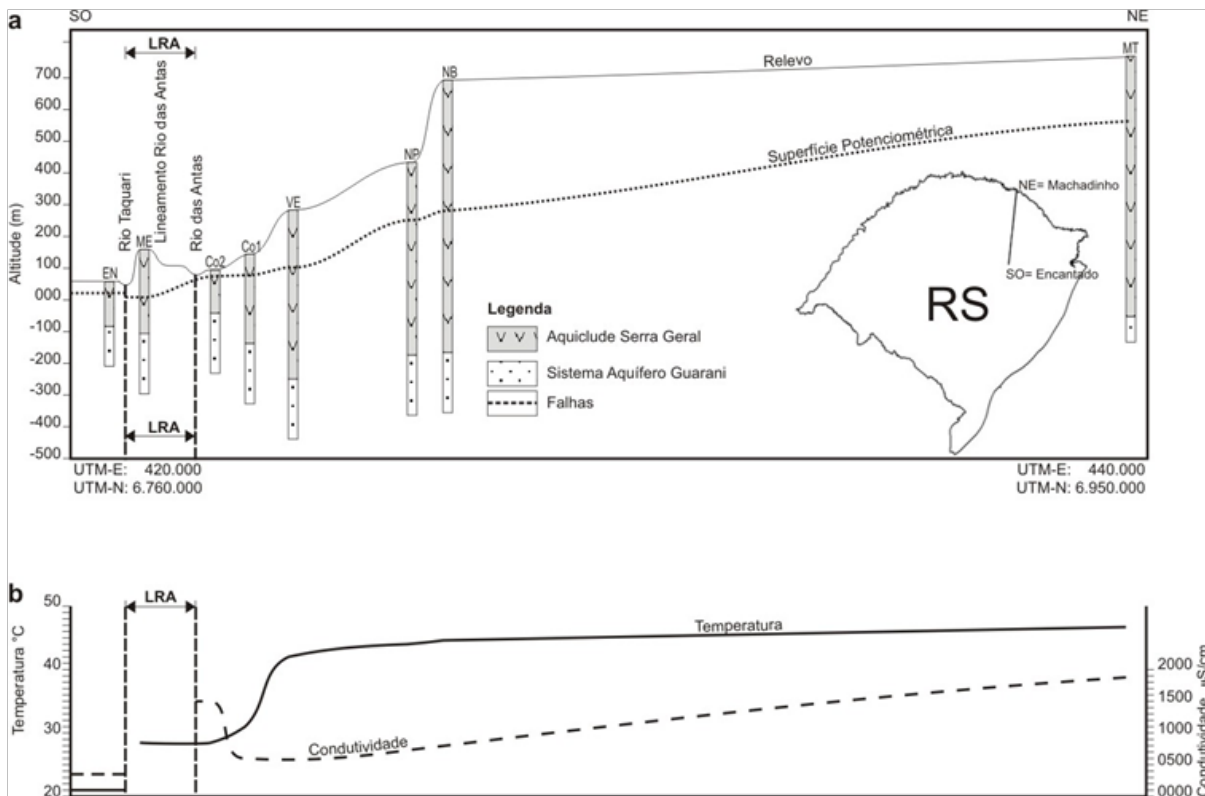 a
SO
NE
LRA
Rio Taquari
Lineamento Rio das Antas
Rio das Antas
EN
ME
Co2
Co1
VE
NP
NB
MT
Relevo
Superfície Potenciométrica
Altitude (m)
700
600
500
400
300
200
100
000
-100
-200
-300
-400
-500
Legenda
Aquiclude Serra Geral
Sistema Aquífero Guarani
Falhas
NE= Machadinho
SO= Encantado
RS
LRA
UTM-E: 420.000
UTM-N: 6.760.000
UTM-E: 440.000
UTM-N: 6.950.000
b
LRA
Temperatura °C
50
40
30
20
Temperatura
Condutividade
2000
1500
1000
0500
0000
Condutividade µS/cm